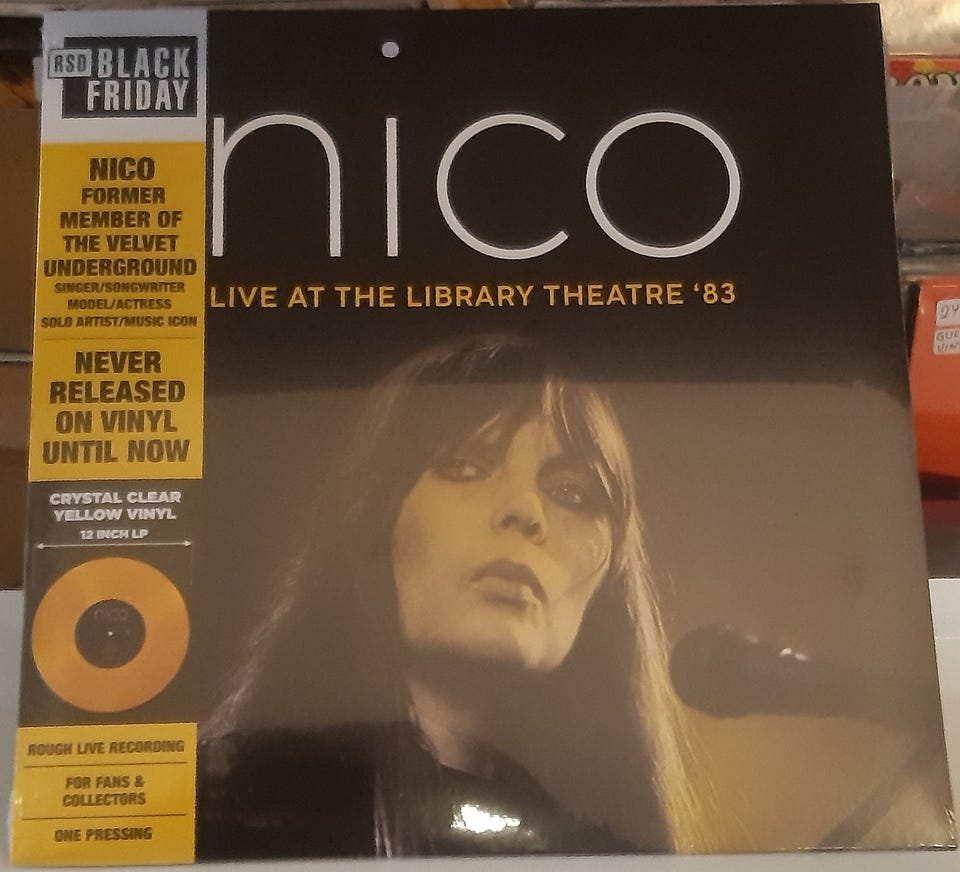 RSD BLACK
FRIDAY
nico
LIVE AT THE LIBRARY THEATRE ‘83
NICO
FORMER
MEMBER OF
THE VELVET
UNDERGROUND
SINGER/SONGWRITER
MODEL/ACTRESS
SOLO ARTIST/MUSIC ICON
NEVER
RELEASED
ON VINYL
UNTIL NOW
CRYSTAL CLEAR
YELLOW VINYL
12 INCH LP
nico
ROUGH LIVE RECORDING
FOR FANS &
COLLECTORS
ONE PRESSING